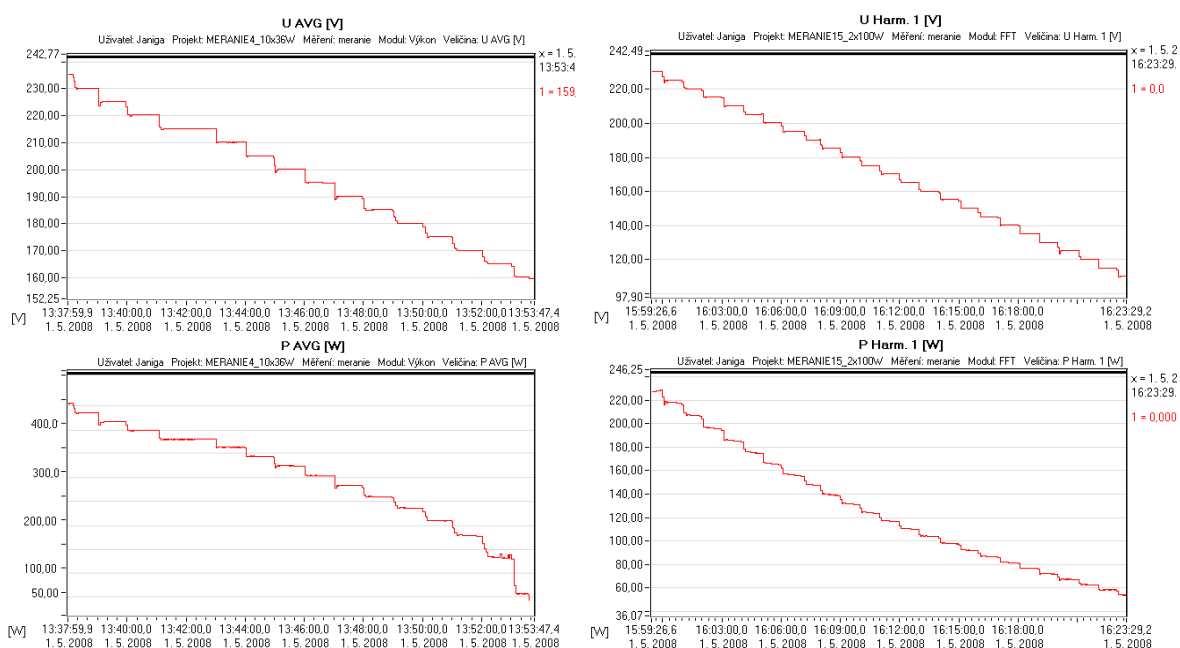 U AVG [V]
Uživatel: Janiga Projekt: MERANIE4_10x36W Měření: meranie Modul: Výkon Veličina: U AVG [V]
242,77
230,00
220,00
210,00
200,00
190,00
180,00
170,00
160,00
152,25
[V]
13:37:59,9 13:40:00,0 13:42:00,0 13:44:00,0 13:46:00,0 13:48:00,0 13:50:00,0 13:52:00,0 13:53:47,4
1. 5. 2008 1. 5. 2008 1. 5. 2008 1. 5. 2008 1. 5. 2008 1. 5. 2008 1. 5. 2008 1. 5. 2008 1. 5. 2008
x = 1. 5.
13:53:4
1 = 159,
U Harm. 1 [V]
Uživatel: Janiga Projekt: MERANIE15_2x100W Měření: meranie Modul: FFT Veličina: U Harm. 1 [V]
242,49
220,00
200,00
180,00
160,00
140,00
120,00
97,90
[V]
15:59:26,6 16:03:00,0 16:06:00,0 16:09:00,0 16:12:00,0 16:15:00,0 16:18:00,0 16:23:29,2
1. 5. 2008 1. 5. 2008 1. 5. 2008 1. 5. 2008 1. 5. 2008 1. 5. 2008 1. 5. 2008 1. 5. 2008
x = 1. 5. 2
16:23:29.
1 = 0,0
P AVG [W]
Uživatel: Janiga Projekt: MERANIE4_10x36W Měření: meranie Modul: Výkon Veličina: P AVG [W]
400,0
300,00
200,00
100,00
50,00
[W]
13:37:59,9 13:40:00,0 13:42:00,0 13:44:00,0 13:46:00,0 13:48:00,0 13:50:00,0 13:52:00,0 13:53:47,4
1. 5. 2008 1. 5. 2008 1. 5. 2008 1. 5. 2008 1. 5. 2008 1. 5. 2008 1. 5. 2008 1. 5. 2008 1. 5. 2008
P Harm. 1 [W]
Uživatel: Janiga Projekt: MERANIE15_2x100W Měření: meranie Modul: FFT Veličina: P Harm. 1 [W]
246,25
220,00
200,00
180,00
160,00
140,00
120,00
100,00
80,00
60,00
36,07
[W]
15:59:26,6 16:03:00,0 16:06:00,0 16:09:00,0 16:12:00,0 16:15:00,0 16:18:00,0 16:23:29,2
1. 5. 2008 1. 5. 2008 1. 5. 2008 1. 5. 2008 1. 5. 2008 1. 5. 2008 1. 5. 2008 1. 5. 2008
x = 1. 5. 2
16:23:29.
1 = 0,000